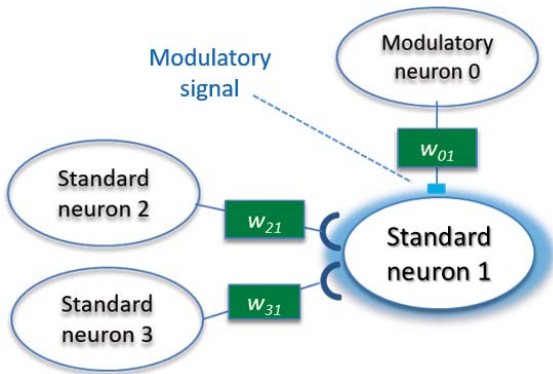 Modulatory
neuron 0
Modulatory
signal
w01
Standard
neuron 2
w21
Standard
neuron 1
Standard
neuron 3
w31